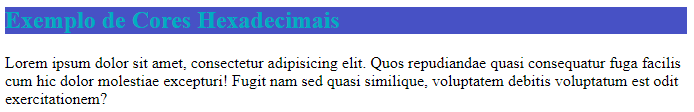 Exemplo de Cores Hexadecimais
Lorem ipsum dolor sit amet, consectetur adipisicing elit. Quos repudiandae quasi consequatur fuga facilis
cum hic dolor molestiae excepturi! Fugit nam sed quasi similique, voluptatem debitis voluptatum est odit
exercitationem?